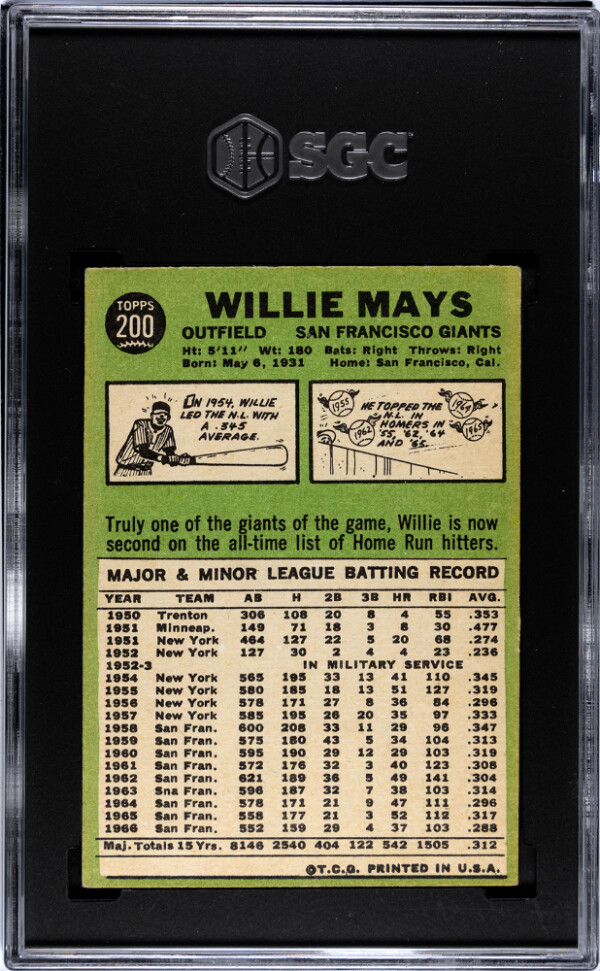 SGC
TOPPS
200
WILLIE MAYS
OUTFIELD SAN FRANCISCO GIANTS
Ht: 5'11" Wt: 180 Bats: Right Throws: Right
Born: May 6, 1931 Home: San Francisco, Cal.
ON 1954, WILLIE
LED THE N.L. WITH
A .345
AVERAGE.
1955
1962
1964
1965
HE TOPPED THE
N.L. IN
HOMERS IN
'55, '62, '64
AND '65.
Truly one of the giants of the game, Willie is now
second on the all-time list of Home Run hitters.
MAJOR & MINOR LEAGUE BATTING RECORD
YEAR TEAM AB H 2B 3B HR RBI AVG.
1950 Trenton 306 108 20 8 4 55 .353
1951 Minneap. 149 71 18 3 8 30 .477
1951 New York 464 127 22 5 20 68 .274
1952 New York 127 30 2 4 4 23 .236
1952-3 IN MILITARY SERVICE
1954 New York 565 195 33 13 41 110 .345
1955 New York 580 185 18 13 51 127 .319
1956 New York 578 171 27 8 36 84 .296
1957 New York 585 195 26 20 35 97 .333
1958 San Fran. 600 208 33 11 29 96 .347
1959 San Fran. 575 180 43 5 34 104 .313
1960 San Fran. 595 190 29 12 29 103 .319
1961 San Fran. 572 176 32 3 40 123 .308
1962 San Fran. 621 189 36 5 49 141 .304
1963 Sna Fran. 596 187 32 7 38 103 .314
1964 San Fran. 578 171 21 9 47 111 .296
1965 San Fran. 558 177 21 3 52 112 .317
1966 San Fran. 552 159 29 4 37 103 .288
Maj. Totals 15 Yrs. 8146 2540 404 122 542 1505 .312
©T.C.G. PRINTED IN U.S.A.